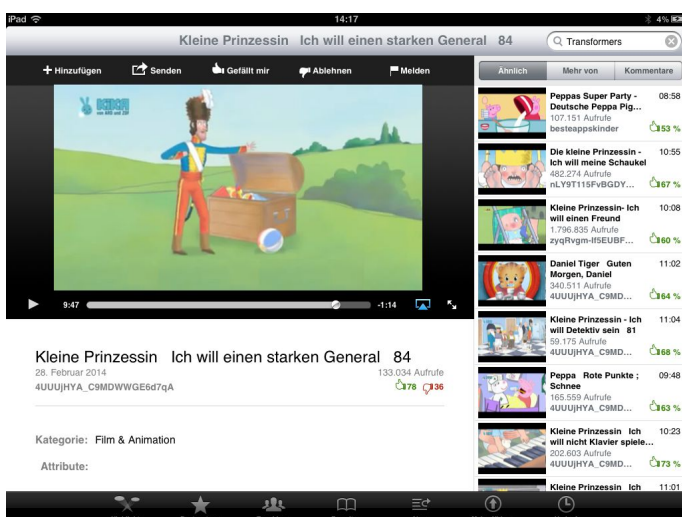 iPad 14:17 4%
Kleine Prinzessin Ich will einen starken General 84
Transformers
Hinzufügen Senden Gefällt mir Ablehnen Melden
Ähnlich Mehr von Kommentare
KiKA
von ARD und ZDF
9:47 -1:14
Kleine Prinzessin Ich will einen starken General 84
28. Februar 2014 133.034 Aufrufe
4UUUjHYA_C9MDWWGE6d7qA 78 36
Kategorie: Film & Animation
Attribute:
Peppas Super Party - 08:58
Deutsche Peppa Pig...
107.151 Aufrufe
besteappskinder 53 %
Die kleine Prinzessin - 10:55
Ich will meine Schaukel
482.274 Aufrufe
nLY9T115FvBGDY... 67 %
Kleine Prinzessin- Ich 10:08
will einen Freund
1.796.835 Aufrufe
zyqRvgm-If5EUBF... 60 %
Daniel Tiger Guten 11:02
Morgen, Daniel
340.511 Aufrufe
4UUUjHYA_C9MD... 64 %
Kleine Prinzessin - Ich 11:04
will Detektiv sein 81
59.175 Aufrufe
4UUUjHYA_C9MD... 68 %
Peppa Rote Punkte ; 09:48
Schnee
165.559 Aufrufe
4UUUjHYA_C9MD... 63 %
Kleine Prinzessin Ich 10:23
will nicht Klavier spiele...
202.603 Aufrufe
4UUUjHYA_C9MD... 73 %
Kleine Prinzessin Ich 11:01